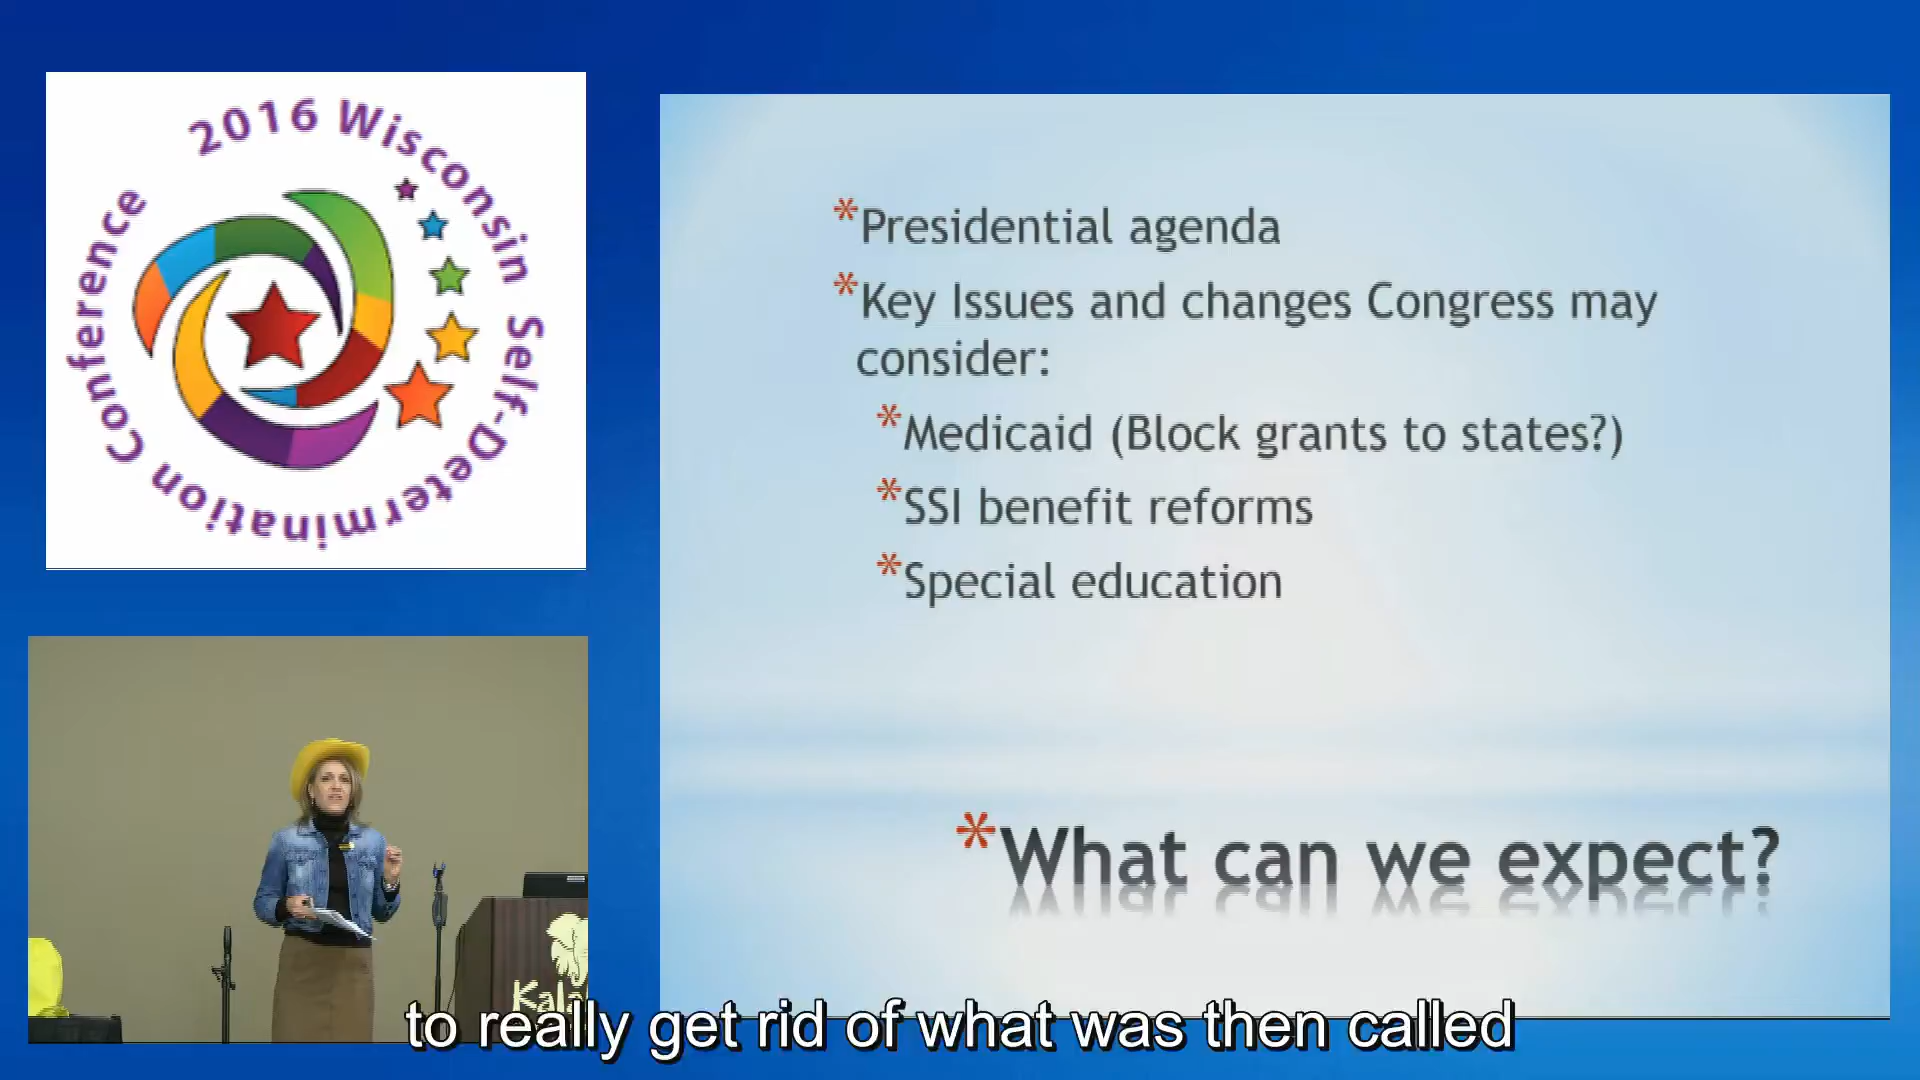 2016 Wisconsin Self-Determination Conference
*Presidential agenda
*Key Issues and changes Congress may
consider:
*Medicaid (Block grants to states?)
*SSI benefit reforms
*Special education
*What can we expect?
to really get rid of what was then called